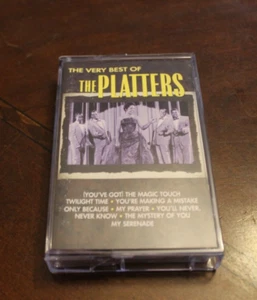 THE VERY BEST OF
THE PLATTERS
(YOU'VE GOT) THE MAGIC TOUCH
TWILIGHT TIME • YOU'RE MAKING A MISTAKE
ONLY BECAUSE • MY PRAYER • YOU'LL NEVER
NEVER KNOW • THE MYSTERY OF YOU
MY SERENADE